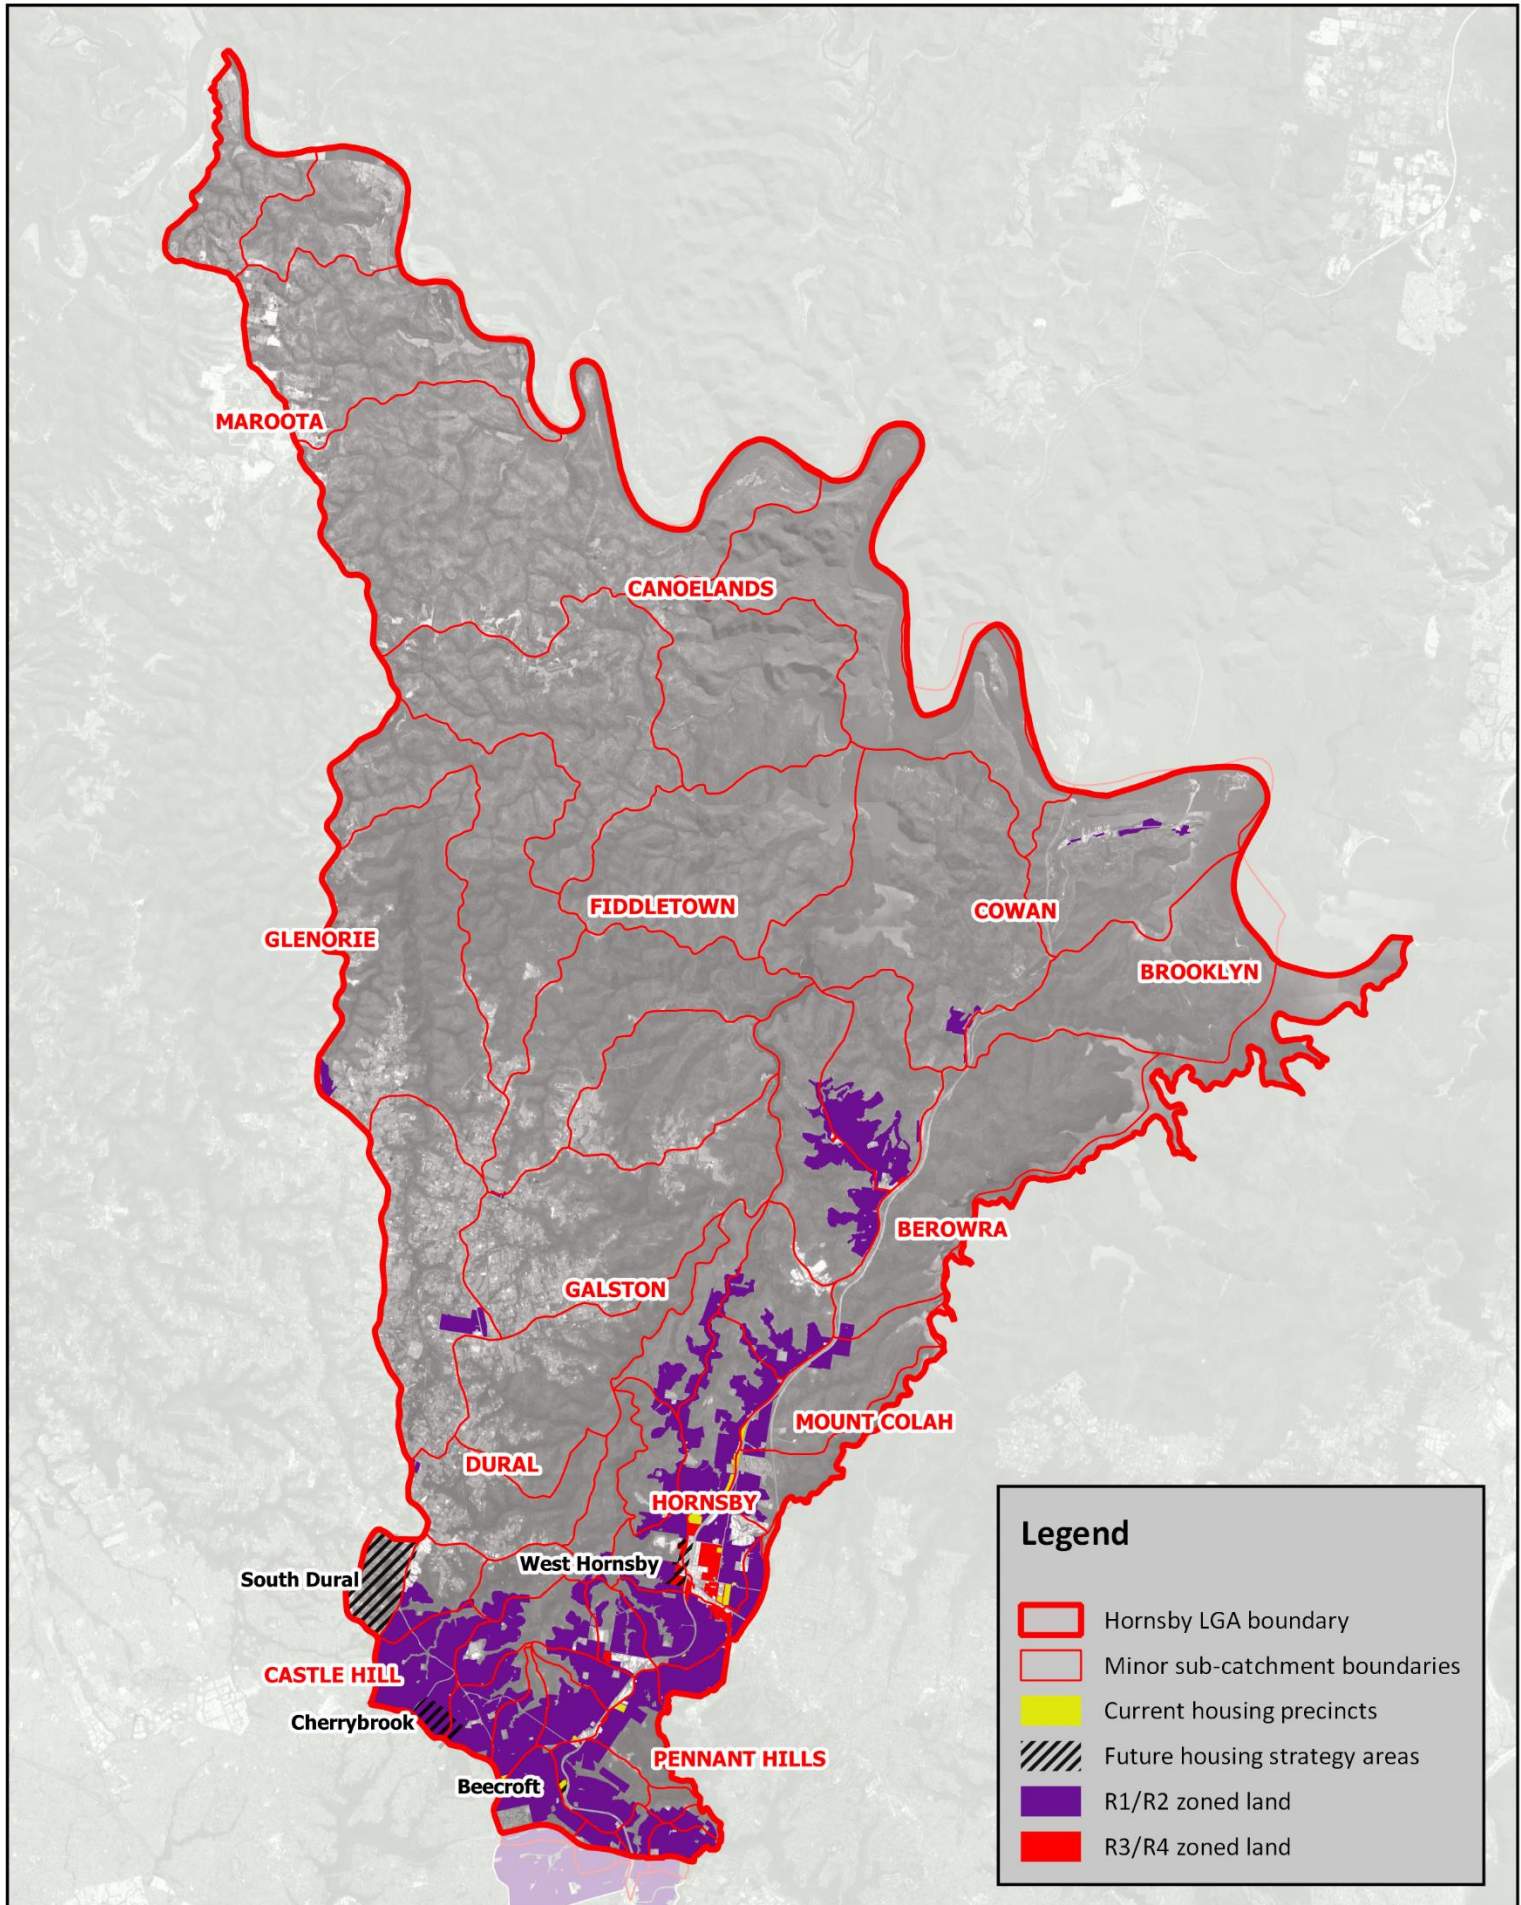 MAROOTA
CANOELANDS
FIDDLETOWN
COWAN
GLENORIE
BROOKLYN
BEROWRA
GALSTON
MOUNT COLAH
DURAL
HORNSBY
West Hornsby
South Dural
CASTLE HILL
Cherrybrook
PENNANT HILLS
Beecroft
Legend
Hornsby LGA boundary
Minor sub-catchment boundaries
Current housing precincts
Future housing strategy areas
R1/R2 zoned land
R3/R4 zoned land